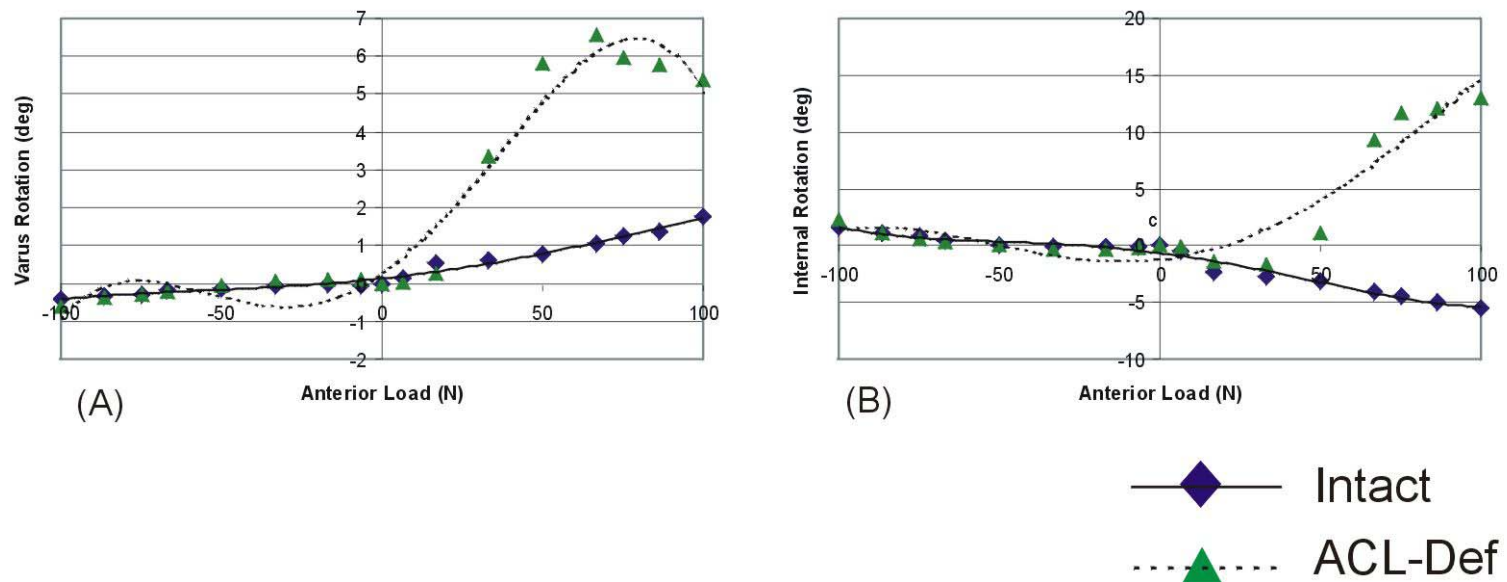 7
6
5
4
3
2
1
-1
-2
-100
-50
0
50
100
Varus Rotation (deg)
Anterior Load (N)
(A)
20
15
10
5
0
-5
-10
c
-100
-50
0
50
100
Internal Rotation (deg)
Anterior Load (N)
(B)
Intact
ACL-Def